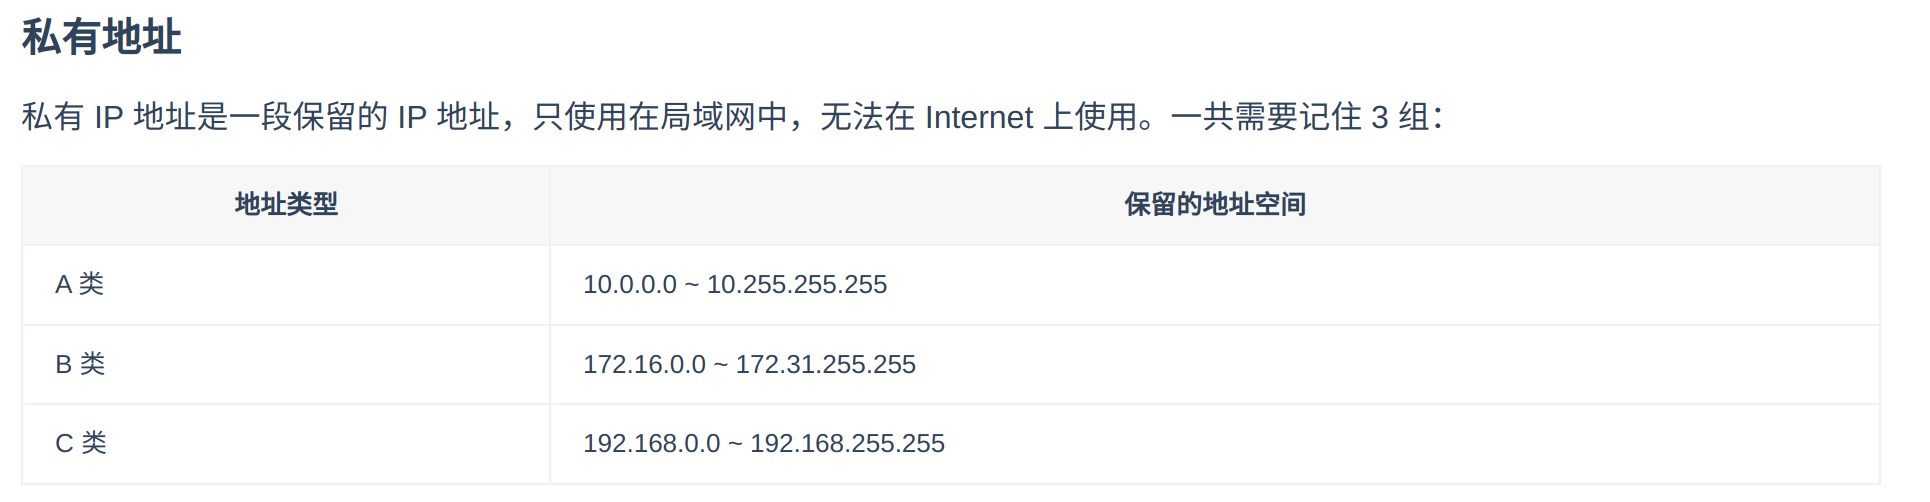 私有地址
私有 IP 地址是一段保留的 IP 地址，只使用在局域网中，无法在 Internet 上使用。一共需要记住 3 组：
地址类型 保留的地址空间
A 类 10.0.0.0 ~ 10.255.255.255
B 类 172.16.0.0 ~ 172.31.255.255
C 类 192.168.0.0 ~ 192.168.255.255